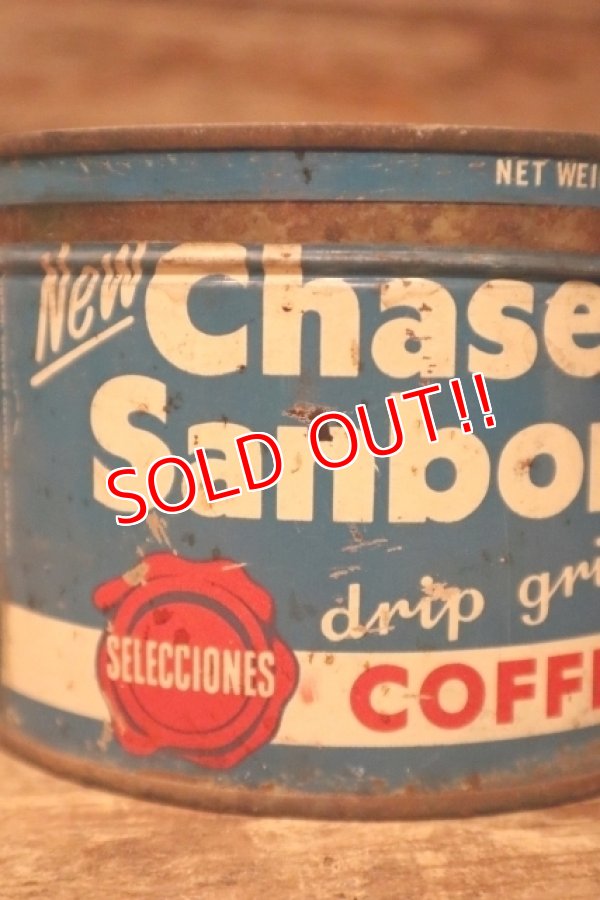 NET WEI
New Chase
Sanbor
SOLD OUT!!
drip gri
SELECCIONES
COFF